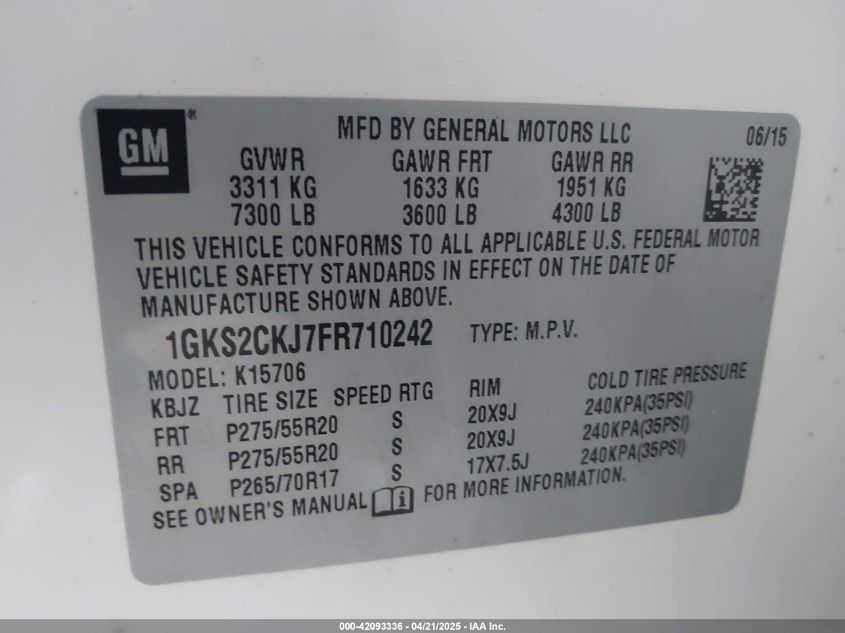 GM®
MFD BY GENERAL MOTORS LLC 06/15
GVWR GAWR FRT GAWR RR
3311 KG 1633 KG 1951 KG
7300 LB 3600 LB 4300 LB
THIS VEHICLE CONFORMS TO ALL APPLICABLE U.S. FEDERAL MOTOR
VEHICLE SAFETY STANDARDS IN EFFECT ON THE DATE OF
MANUFACTURE SHOWN ABOVE.
1GKS2CKJ7FR710242 TYPE: M.P.V.
MODEL: K15706
KBJZ TIRE SIZE SPEED RTG RIM COLD TIRE PRESSURE
FRT P275/55R20 S 20X9J 240KPA(35PSI)
RR P275/55R20 S 20X9J 240KPA(35PSI)
SPA P265/70R17 S 17X7.5J 240KPA(35PSI)
SEE OWNER'S MANUAL i FOR MORE INFORMATION.
000-42093336 - 04/21/2025 - IAA Inc.